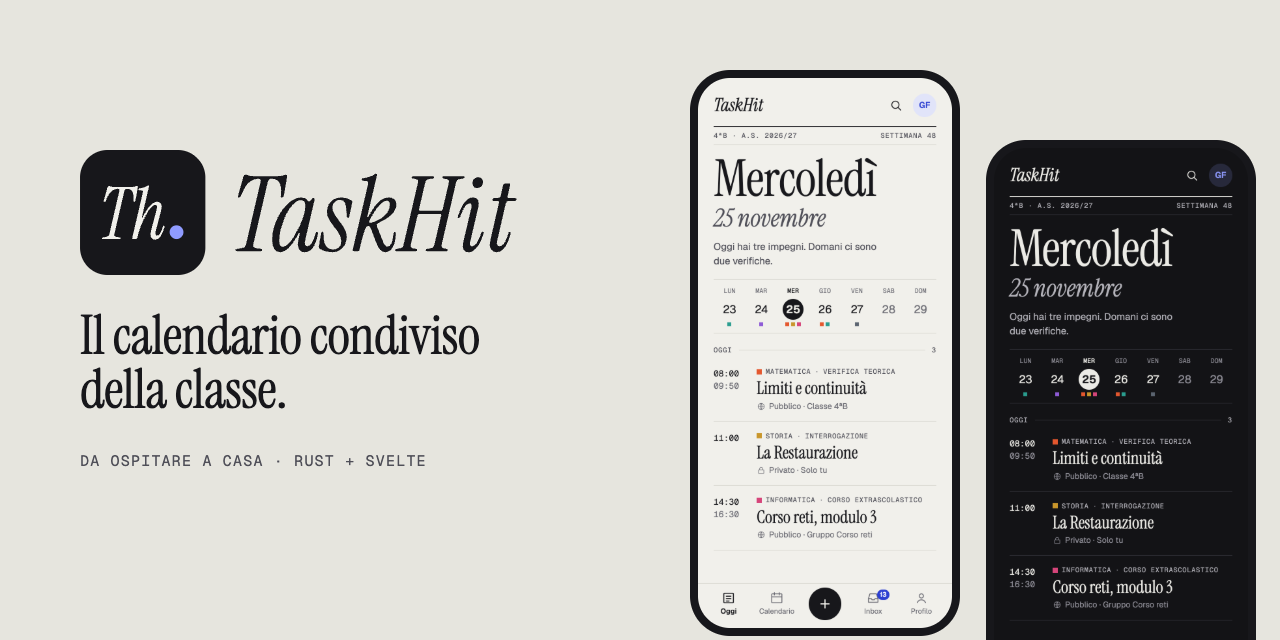 Th.
TaskHit
Il calendario condiviso
della classe.
DA OSPITARE A CASA · RUST + SVELTE
TaskHit
GF
4ªB · A.S. 2026/27
SETTIMANA 48
Mercoledì
25 novembre
Oggi hai tre impegni. Domani ci sono
due verifiche.
LUN MAR MER GIO VEN SAB DOM
23 24 25 26 27 28 29
OGGI 3
08:00 MATEMATICA · VERIFICA TEORICA
09:50 Limiti e continuità
Pubblico · Classe 4ªB
11:00 STORIA · INTERROGAZIONE
La Restaurazione
Privato · Solo tu
14:30 INFORMATICA · CORSO EXTRASCOLASTICO
16:30 Corso reti, modulo 3
Pubblico · Gruppo Corso reti
13
Oggi Calendario Inbox Profilo
TaskHit
GF
4ªB · A.S. 2026/27
SETTIMANA 48
Mercoledì
25 novembre
Oggi hai tre impegni. Domani ci sono
due verifiche.
LUN MAR MER GIO VEN SAB DOM
23 24 25 26 27 28 29
OGGI 3
08:00 MATEMATICA · VERIFICA TEORICA
09:50 Limiti e continuità
Pubblico · Classe 4ªB
11:00 STORIA · INTERROGAZIONE
La Restaurazione
Privato · Solo tu
14:30 INFORMATICA · CORSO EXTRASCOLASTICO
16:30 Corso reti, modulo 3
Pubblico · Gruppo Corso reti